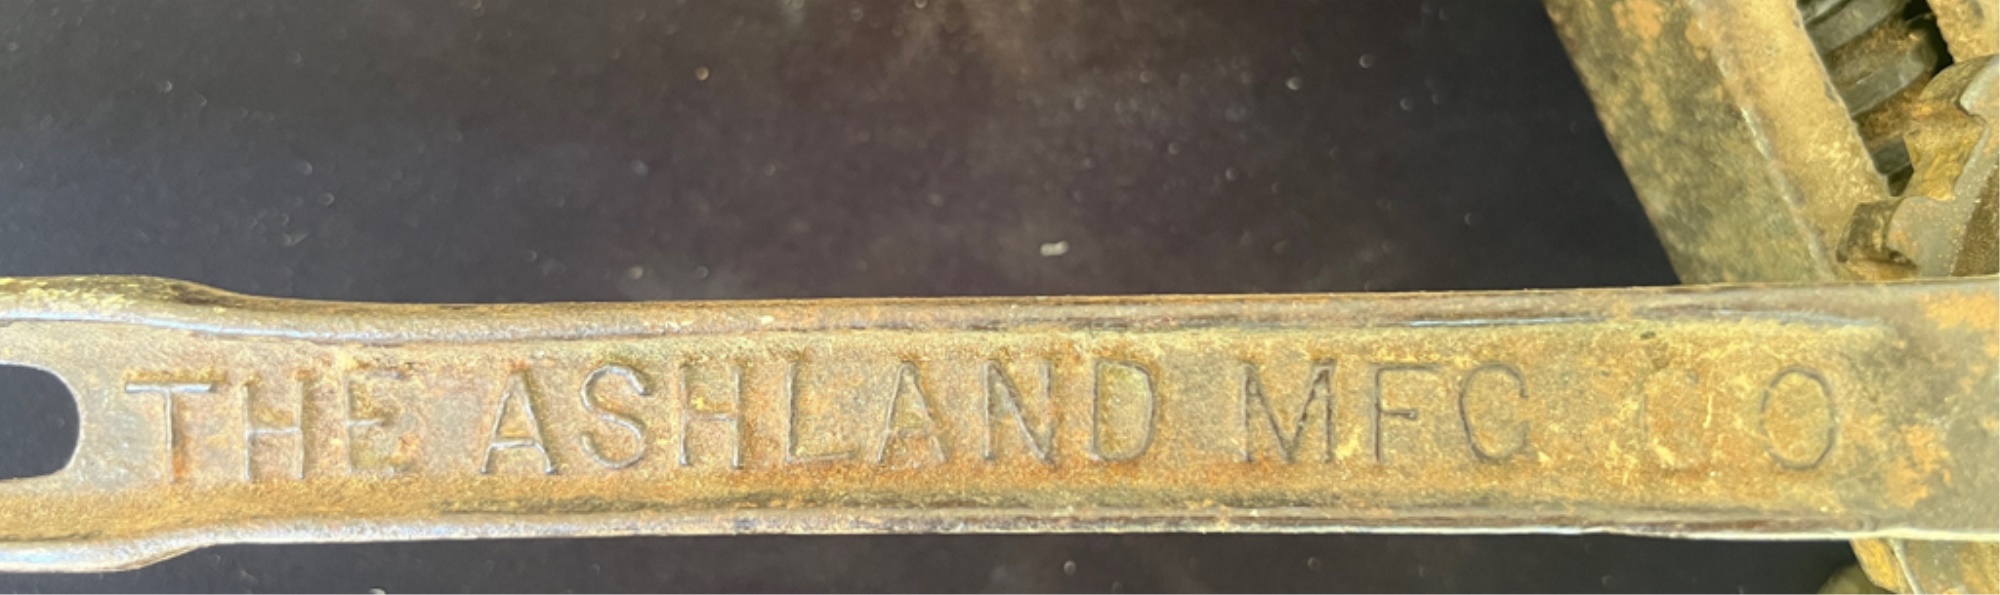 THE ASHLAND MFG CO